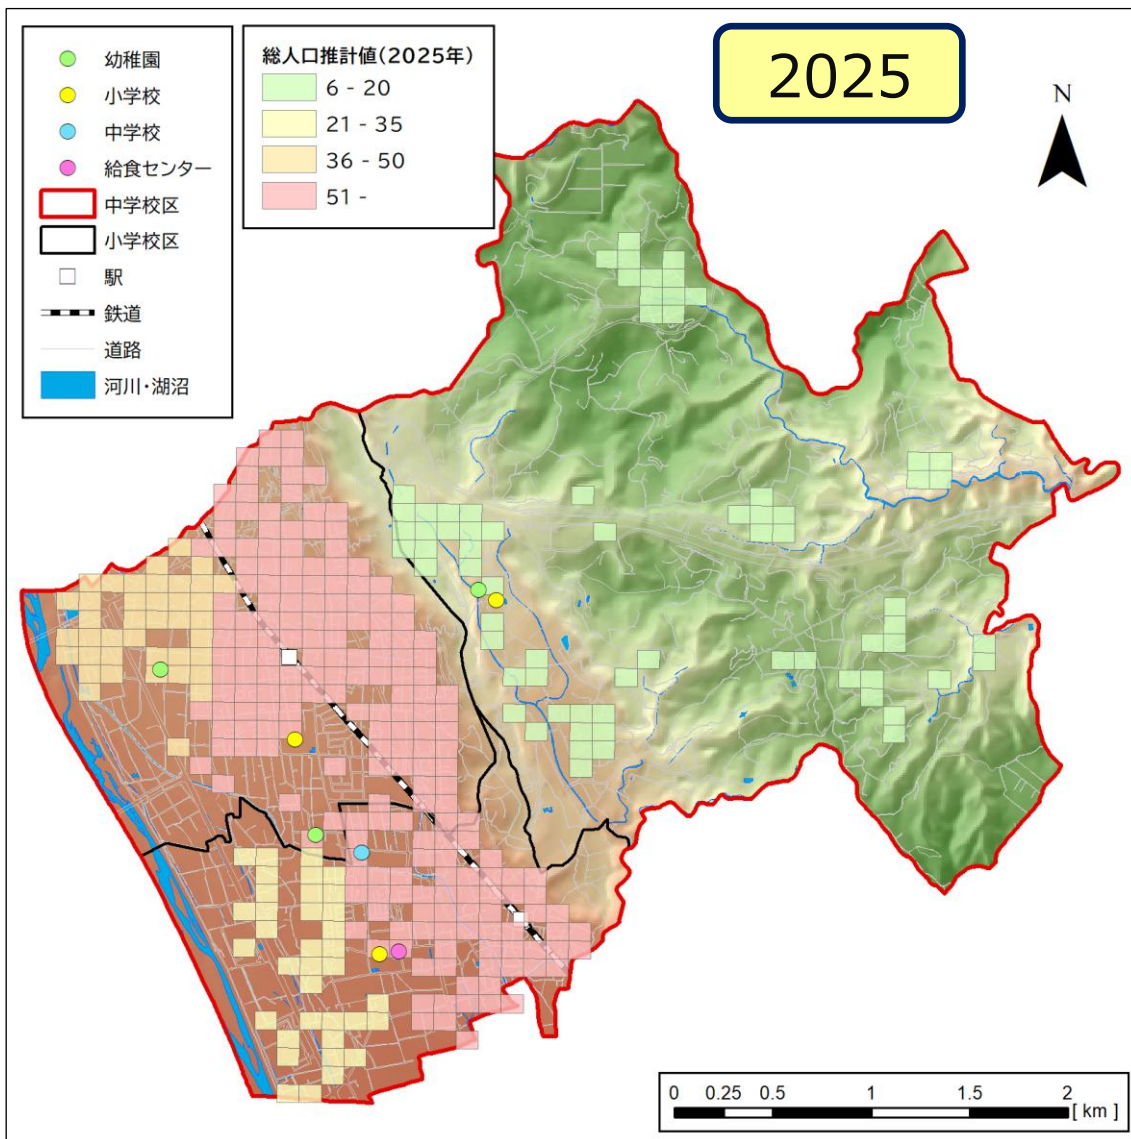 幼稚園
小学校
中学校
給食センター
中学校区
小学校区
駅
鉄道
道路
河川・湖沼
総人口推計値(2025年)
6 - 20
21 - 35
36 - 50
51 -
2025
N
0 0.25 0.5 1 1.5 2
[ km ]